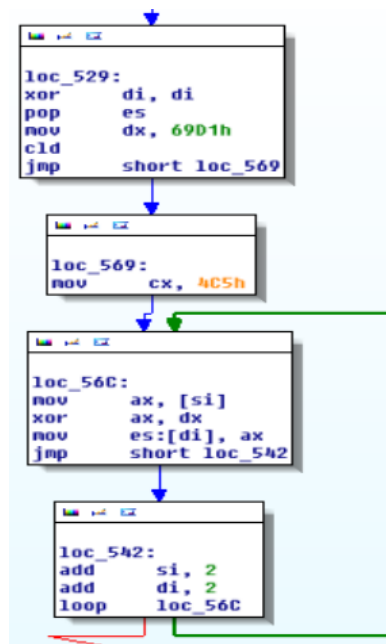 loc_529:
xor di, di
pop es
mov dx, 69D1h
cld
jmp short loc_569
loc_569:
mov cx, 4C5h
loc_56C:
mov ax, [si]
xor ax, dx
mov es:[di], ax
jmp short loc_542
loc_542:
add si, 2
add di, 2
loop loc_56C